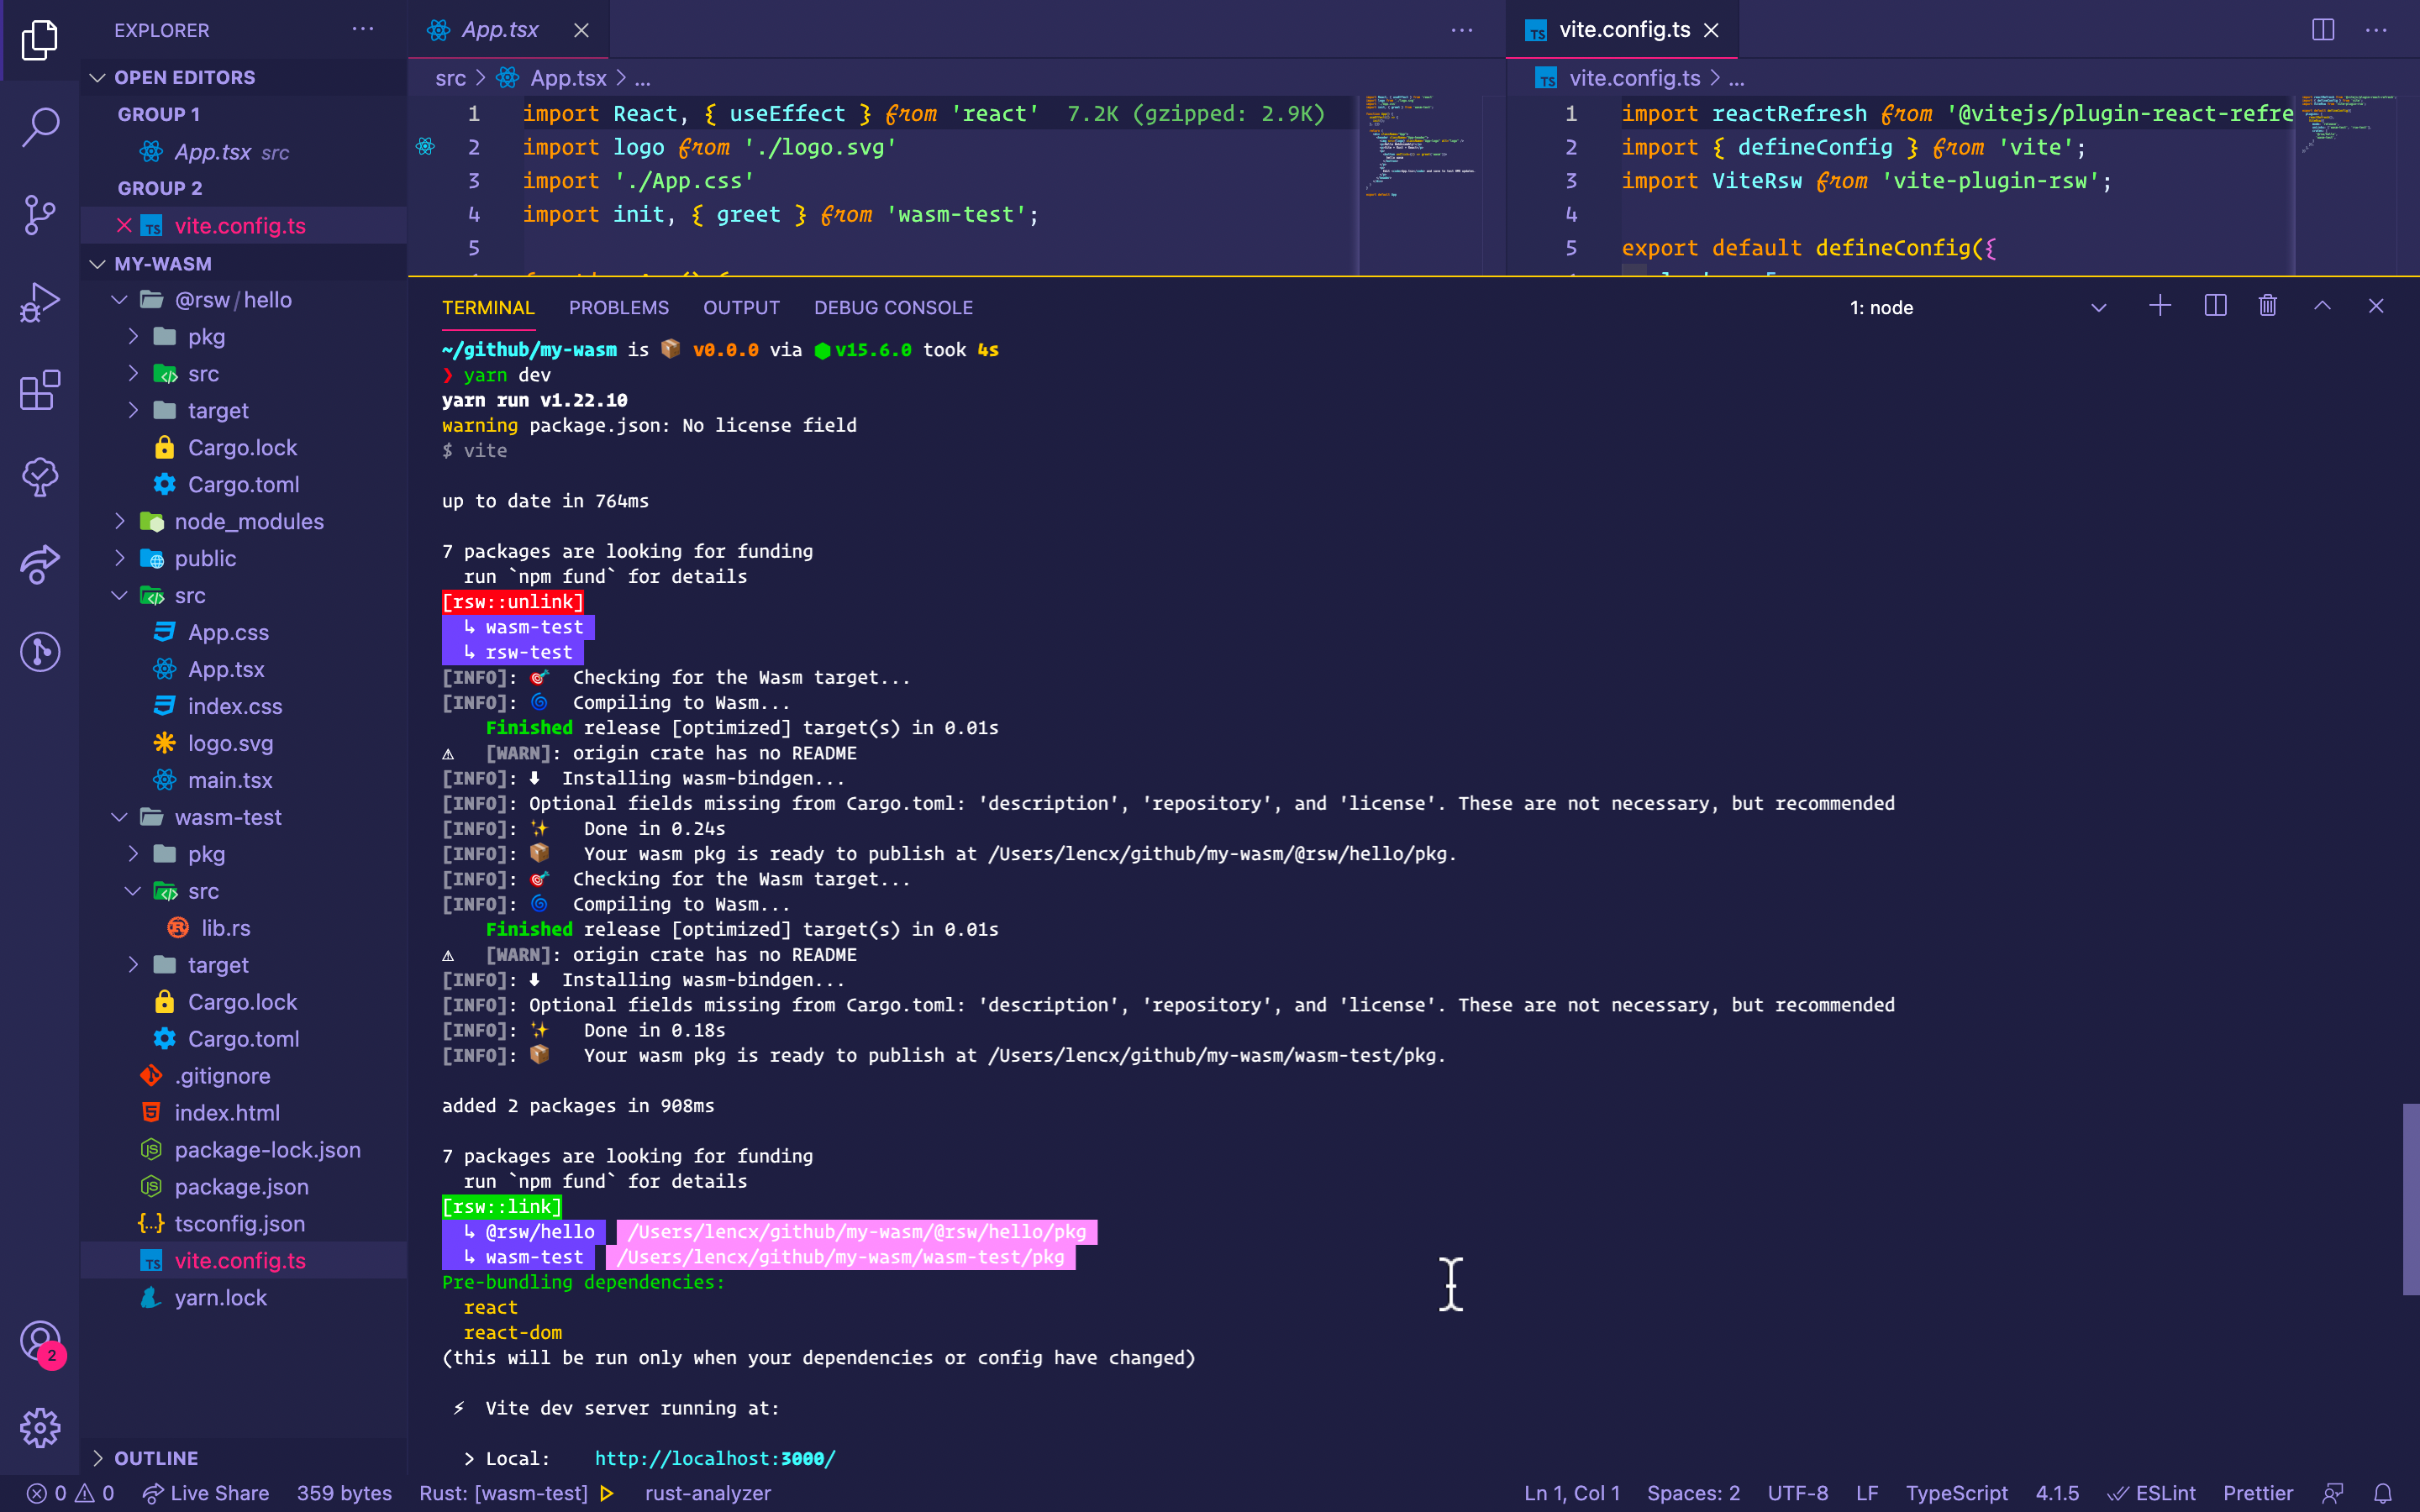 EXPLORER
OPEN EDITORS
GROUP 1
App.tsx src
GROUP 2
vite.config.ts
MY-WASM
@rsw/hello
pkg
src
target
Cargo.lock
Cargo.toml
node_modules
public
src
App.css
App.tsx
index.css
logo.svg
main.tsx
wasm-test
pkg
src
lib.rs
target
Cargo.lock
Cargo.toml
.gitignore
index.html
package-lock.json
package.json
tsconfig.json
vite.config.ts
yarn.lock
OUTLINE
2
App.tsx
src > App.tsx > ...
1 import React, { useEffect } from 'react' 7.2K (gzipped: 2.9K)
2 import logo from './logo.svg'
3 import './App.css'
4 import init, { greet } from 'wasm-test';
5
vite.config.ts
vite.config.ts > ...
1 import reactRefresh from '@vitejs/plugin-react-refre
2 import { defineConfig } from 'vite';
3 import ViteRsw from 'vite-plugin-rsw';
4
5 export default defineConfig({
TERMINAL PROBLEMS OUTPUT DEBUG CONSOLE 1: node
~/github/my-wasm is 📦 v0.0.0 via ⬢ v15.6.0 took 4s
❯ yarn dev
yarn run v1.22.10
warning package.json: No license field
$ vite
up to date in 764ms
7 packages are looking for funding
run `npm fund` for details
[rsw::unlink]
↳ wasm-test
↳ rsw-test
[INFO]: 🎯 Checking for the Wasm target...
[INFO]: 🌀 Compiling to Wasm...
Finished release [optimized] target(s) in 0.01s
⚠ [WARN]: origin crate has no README
[INFO]: ⬇ Installing wasm-bindgen...
[INFO]: Optional fields missing from Cargo.toml: 'description', 'repository', and 'license'. These are not necessary, but recommended
[INFO]: ✨ Done in 0.24s
[INFO]: 📦 Your wasm pkg is ready to publish at /Users/lencx/github/my-wasm/@rsw/hello/pkg.
[INFO]: 🎯 Checking for the Wasm target...
[INFO]: 🌀 Compiling to Wasm...
Finished release [optimized] target(s) in 0.01s
⚠ [WARN]: origin crate has no README
[INFO]: ⬇ Installing wasm-bindgen...
[INFO]: Optional fields missing from Cargo.toml: 'description', 'repository', and 'license'. These are not necessary, but recommended
[INFO]: ✨ Done in 0.18s
[INFO]: 📦 Your wasm pkg is ready to publish at /Users/lencx/github/my-wasm/wasm-test/pkg.
added 2 packages in 908ms
7 packages are looking for funding
run `npm fund` for details
[rsw::link]
↳ @rsw/hello /Users/lencx/github/my-wasm/@rsw/hello/pkg
↳ wasm-test /Users/lencx/github/my-wasm/wasm-test/pkg
Pre-bundling dependencies:
react
react-dom
(this will be run only when your dependencies or config have changed)
⚡ Vite dev server running at:
> Local: http://localhost:3000/
0 0 Live Share 359 bytes Rust: [wasm-test] rust-analyzer Ln 1, Col 1 Spaces: 2 UTF-8 LF TypeScript 4.1.5 ESLint Prettier